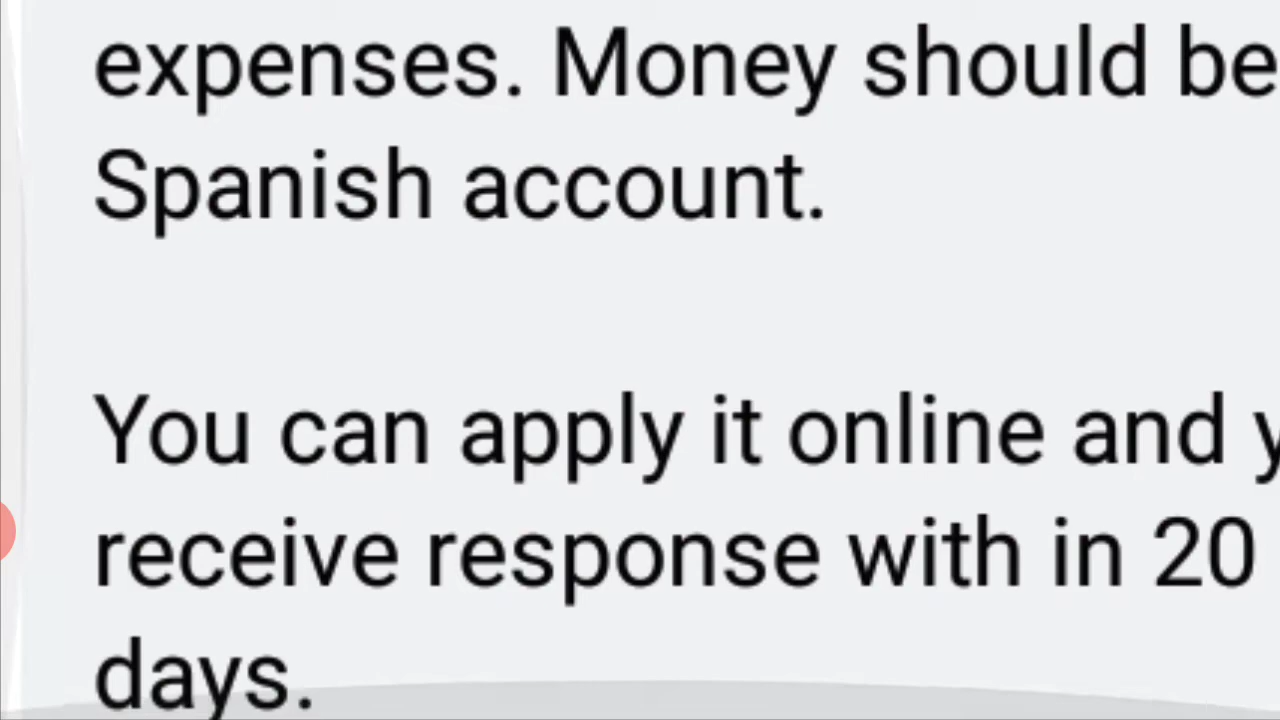 expenses. Money should be
Spanish account.
You can apply it online and y
receive response with in 20
days.